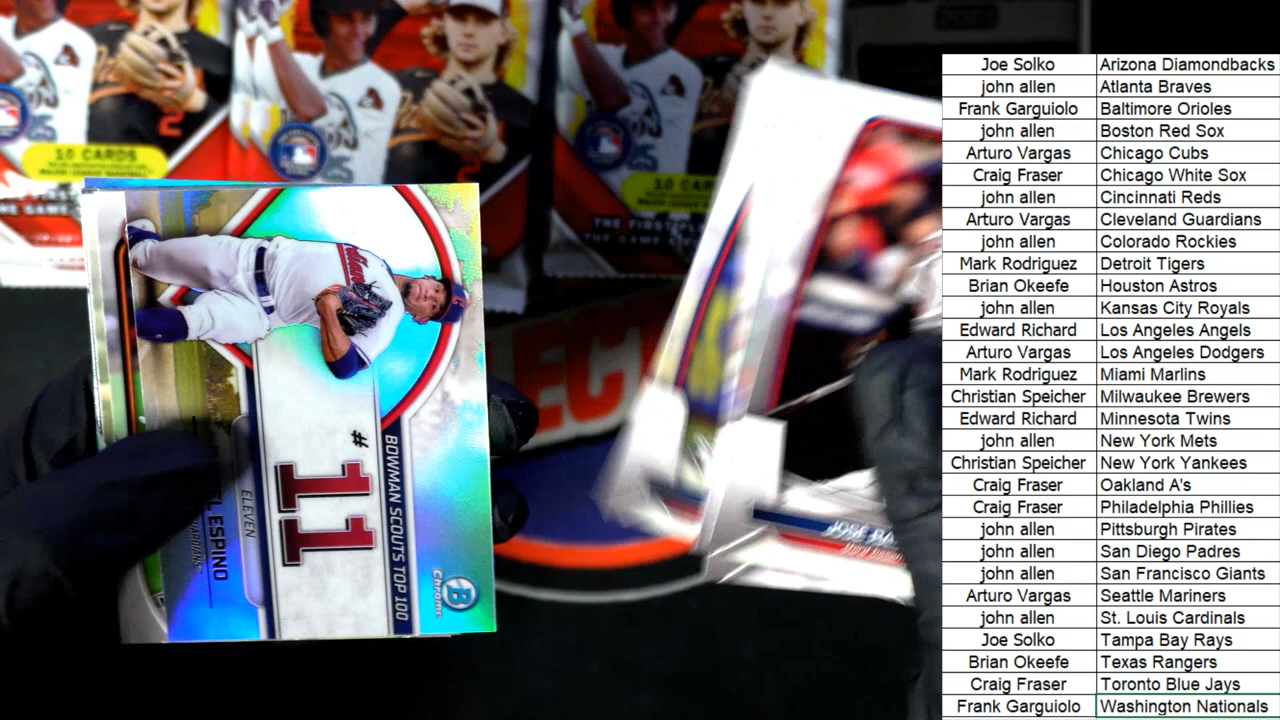 10 CARDS
10 CAR
THE GAME
BOWMAN SCOUTS TOP 100
#
11
ELEVEN
L ESPINO
B
CHROME
JOSE RA
Joe Solko Arizona Diamondbacks
john allen Atlanta Braves
Frank Garguiolo Baltimore Orioles
john allen Boston Red Sox
Arturo Vargas Chicago Cubs
Craig Fraser Chicago White Sox
john allen Cincinnati Reds
Arturo Vargas Cleveland Guardians
john allen Colorado Rockies
Mark Rodriguez Detroit Tigers
Brian Okeefe Houston Astros
john allen Kansas City Royals
Edward Richard Los Angeles Angels
Arturo Vargas Los Angeles Dodgers
Mark Rodriguez Miami Marlins
Christian Speicher Milwaukee Brewers
Edward Richard Minnesota Twins
john allen New York Mets
Christian Speicher New York Yankees
Craig Fraser Oakland A's
Craig Fraser Philadelphia Phillies
john allen Pittsburgh Pirates
john allen San Diego Padres
john allen San Francisco Giants
Arturo Vargas Seattle Mariners
john allen St. Louis Cardinals
Joe Solko Tampa Bay Rays
Brian Okeefe Texas Rangers
Craig Fraser Toronto Blue Jays
Frank Garguiolo Washington Nationals